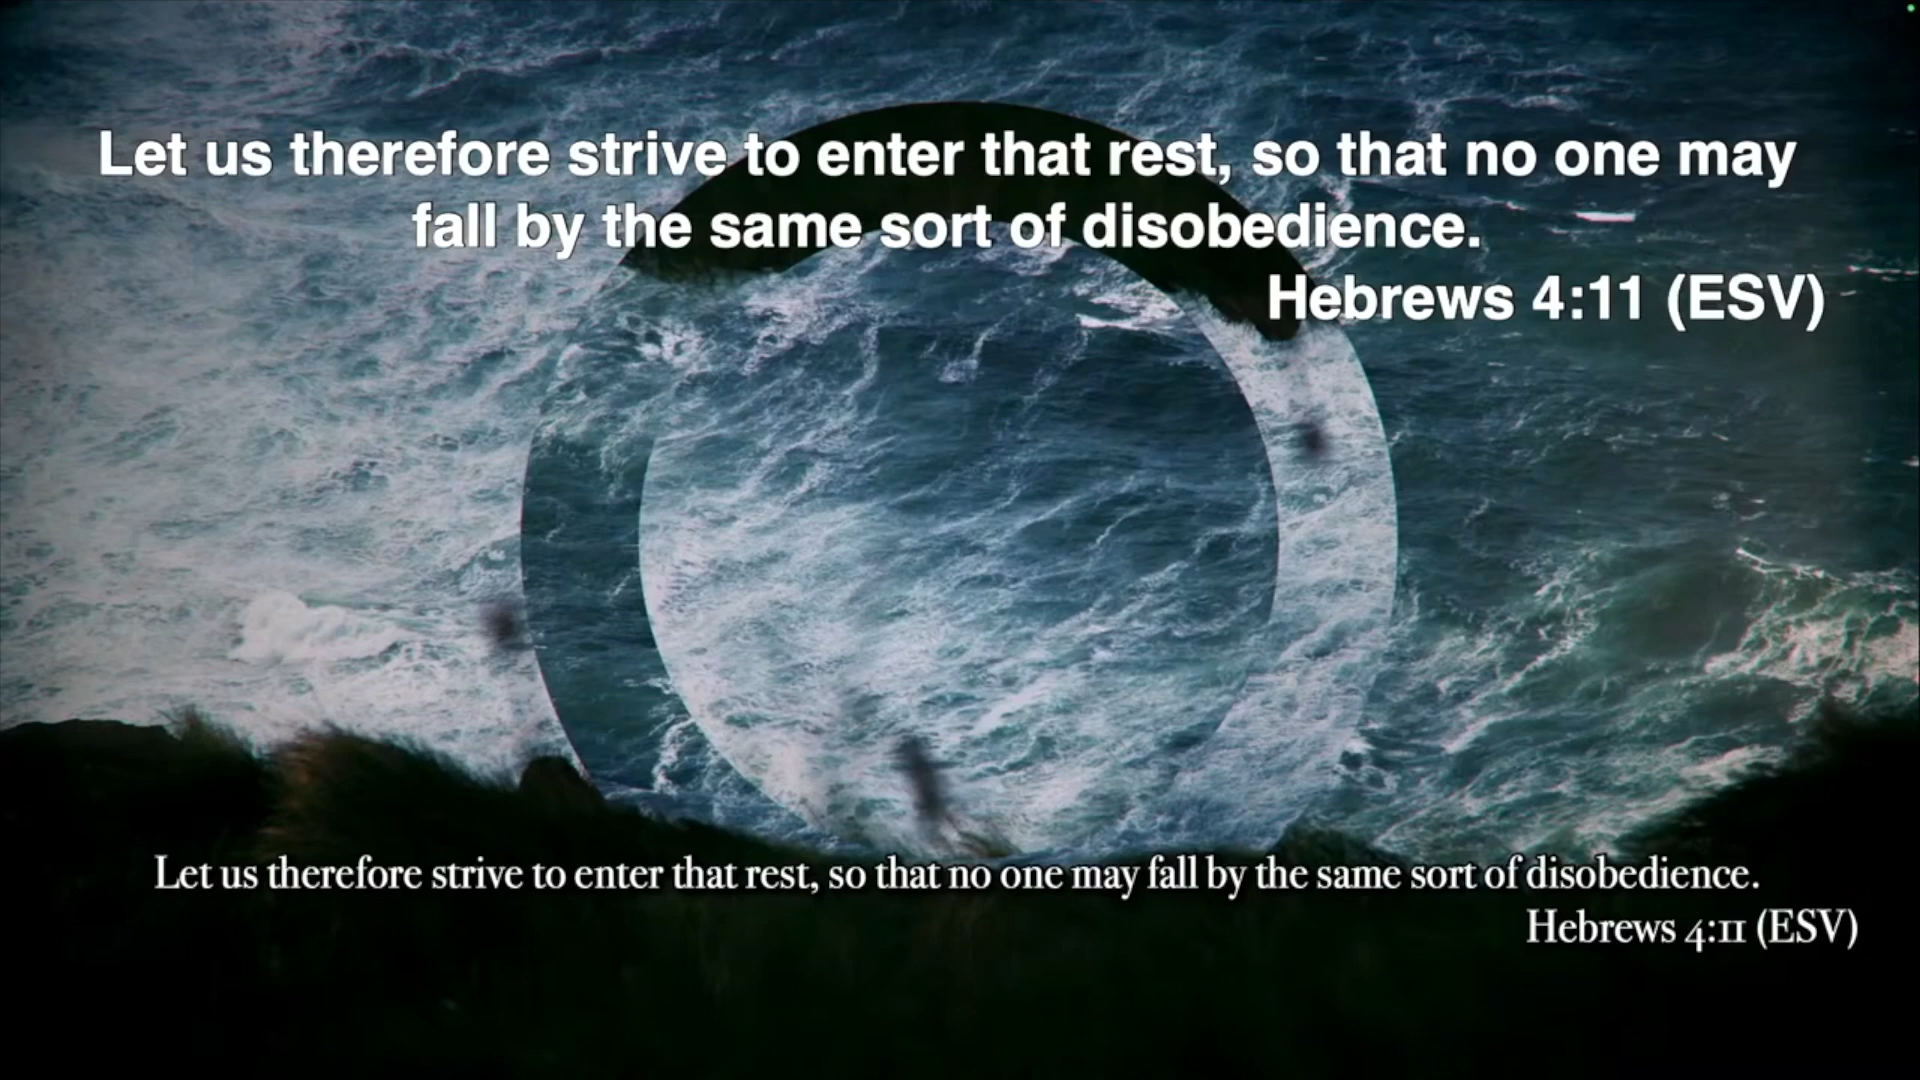 Let us therefore strive to enter that rest, so that no one may
fall by the same sort of disobedience.
Hebrews 4:11 (ESV)
Let us therefore strive to enter that rest, so that no one may fall by the same sort of disobedience.
Hebrews 4:11 (ESV)